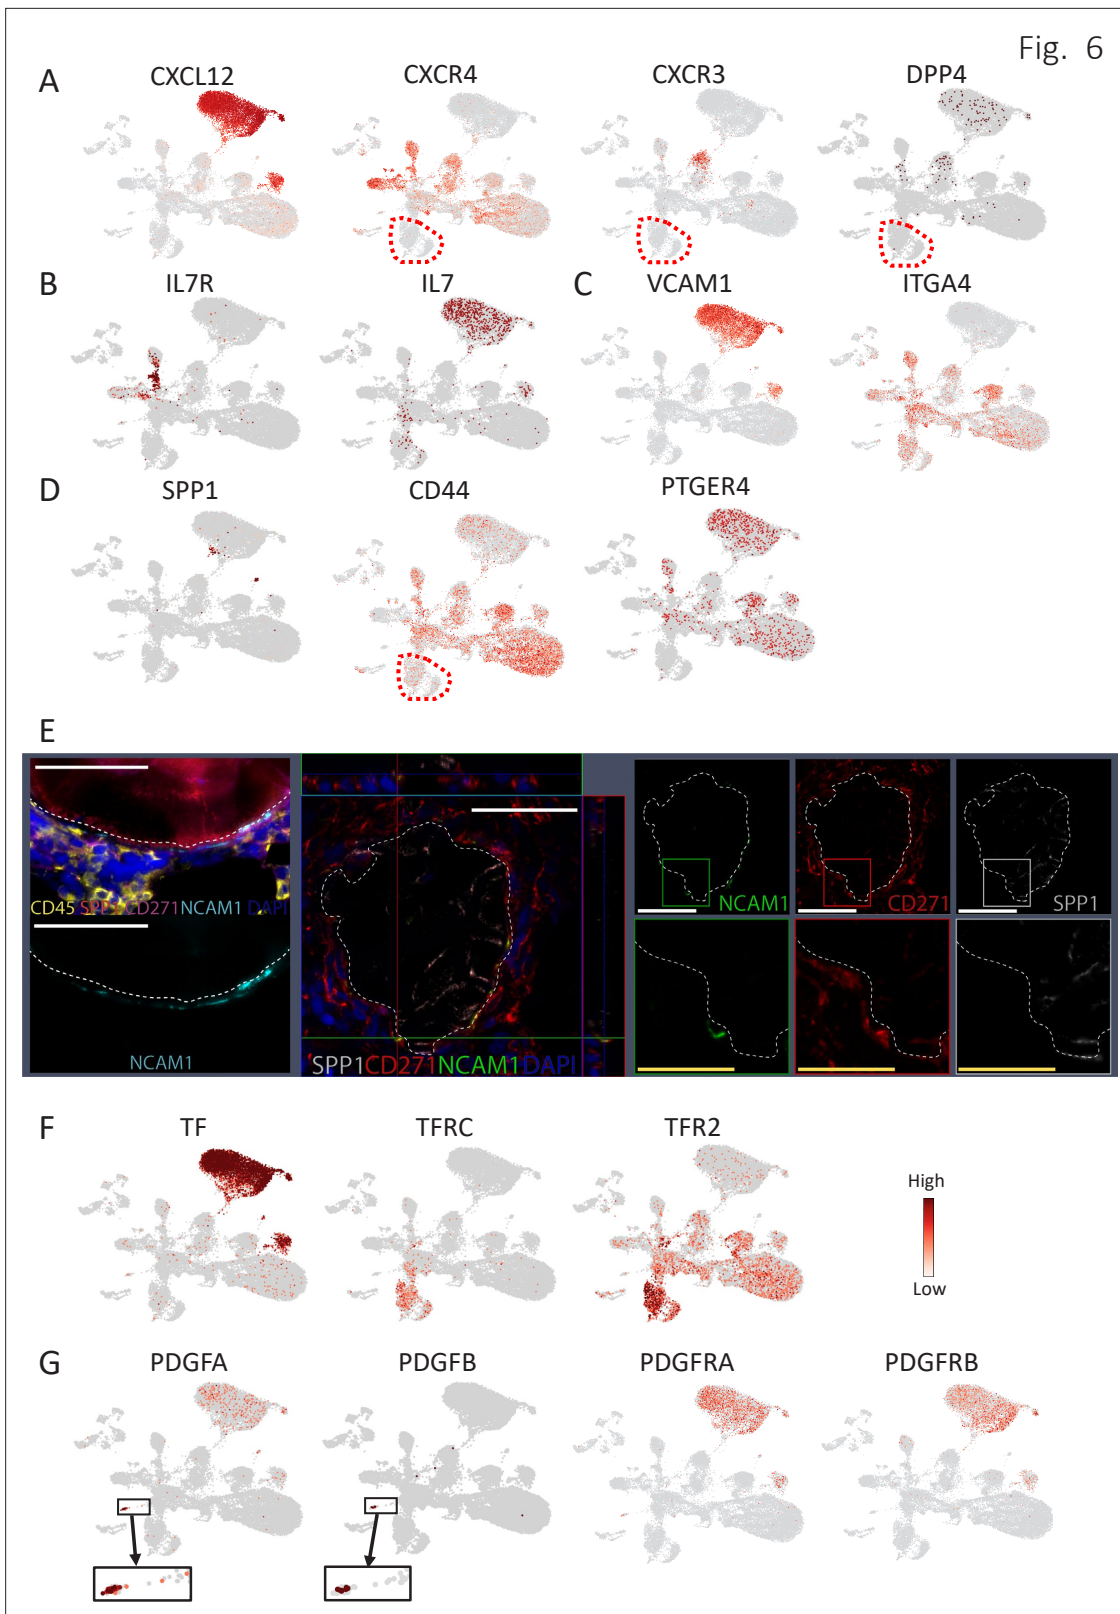 Fig. 6
A
CXCL12
CXCR4
CXCR3
DPP4
B
IL7R
IL7
C
VCAM1
ITGA4
D
SPP1
CD44
PTGER4
E
CD45 SPP1 CD271 NCAM1 DAPI
NCAM1
SPP1 CD271 NCAM1 DAPI
NCAM1
CD271
SPP1
F
TF
TFRC
TFR2
High
Low
G
PDGFA
PDGFB
PDGFRA
PDGFRB